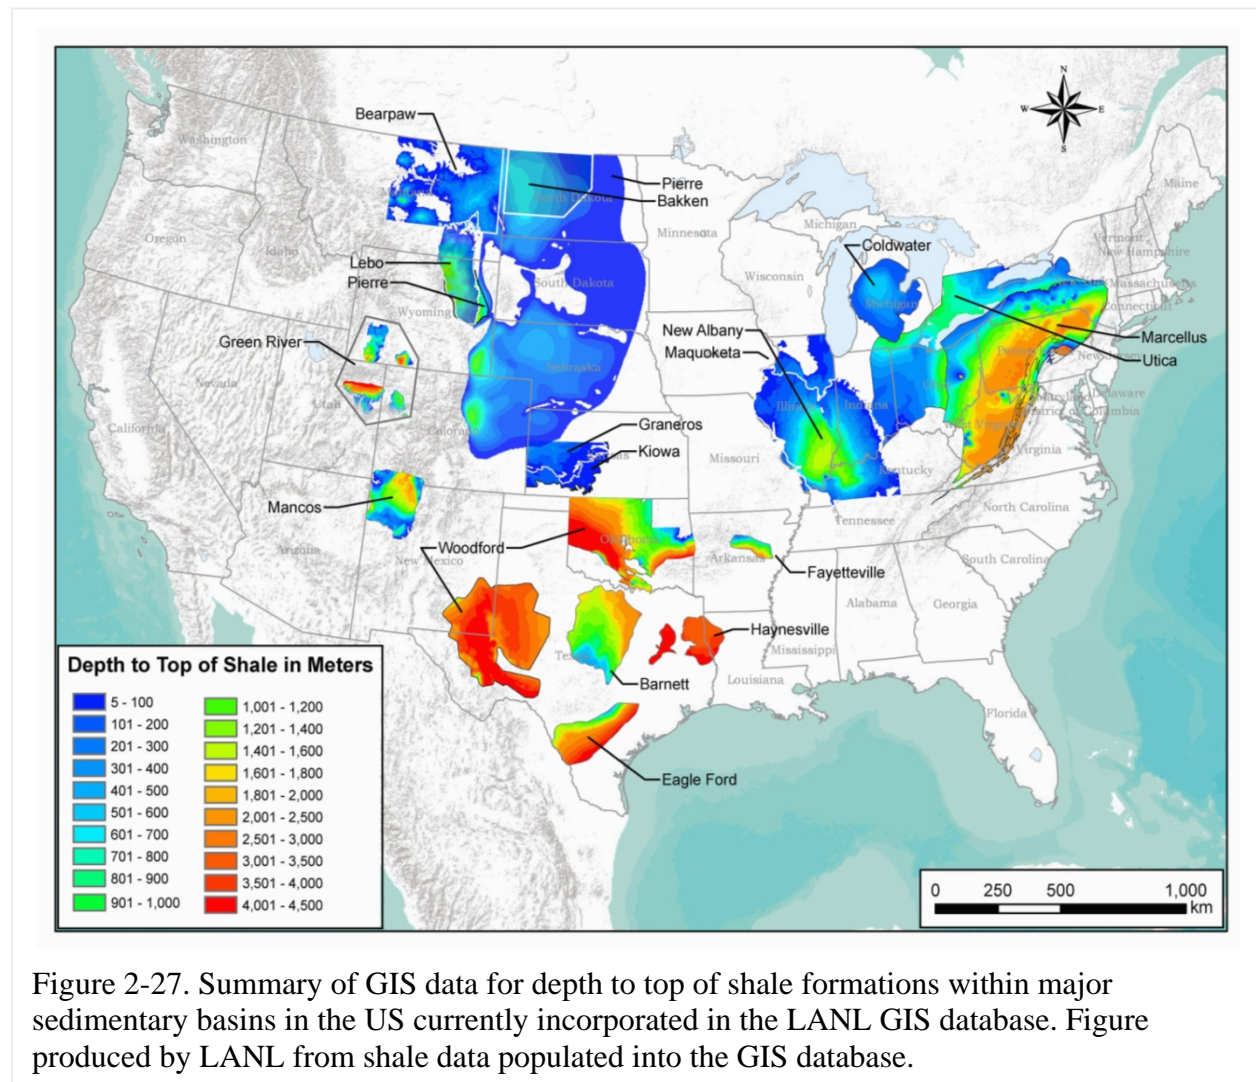 N
W
E
S
Bearpaw
Washington
Maine
Pierre
Bakken
North Dakota
Michigan
Minnesota
Oregon
Idaho
Coldwater
Vermont
New Hampshire
Lebo
Pierre
Wisconsin
South Dakota
Michigan
Massachusetts
Connecticut
Wyoming
New Albany
Maquoketa
Marcellus
Utica
Green River
Nebraska
Nevada
Utah
Delaware
District of Columbia
California
Colorado
Indiana
West Virginia
Graneros
Kiowa
Missouri
Kentucky
Virginia
Mancos
North Carolina
Tennessee
Woodford
Oklahoma
Arizona
New Mexico
Arkansas
South Carolina
Fayetteville
Alabama
Georgia
Haynesville
Mississippi
Barnett
Louisiana
Florida
Eagle Ford
Depth to Top of Shale in Meters
5 - 100
101 - 200
201 - 300
301 - 400
401 - 500
501 - 600
601 - 700
701 - 800
801 - 900
901 - 1,000
1,001 - 1,200
1,201 - 1,400
1,401 - 1,600
1,601 - 1,800
1,801 - 2,000
2,001 - 2,500
2,501 - 3,000
3,001 - 3,500
3,501 - 4,000
4,001 - 4,500
0 250 500 1,000
km
Figure 2-27. Summary of GIS data for depth to top of shale formations within major
sedimentary basins in the US currently incorporated in the LANL GIS database. Figure
produced by LANL from shale data populated into the GIS database.